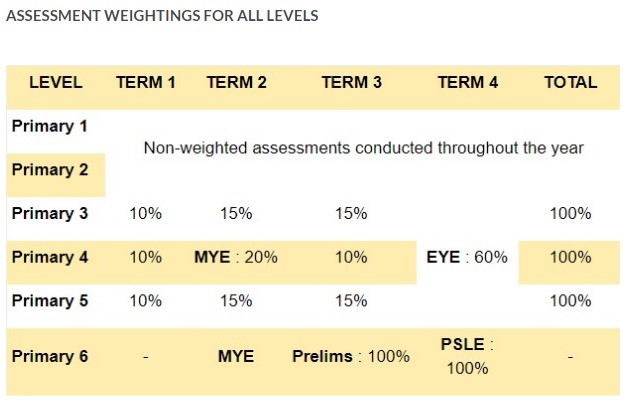 ASSESSMENT WEIGHTINGS FOR ALL LEVELS
LEVEL TERM 1 TERM 2 TERM 3 TERM 4 TOTAL
Primary 1
Non-weighted assessments conducted throughout the year
Primary 2
Primary 3 10% 15% 15% 100%
Primary 4 10% MYE : 20% 10% EYE : 60% 100%
Primary 5 10% 15% 15% 100%
Primary 6 - MYE Prelims : 100% PSLE : 100% -